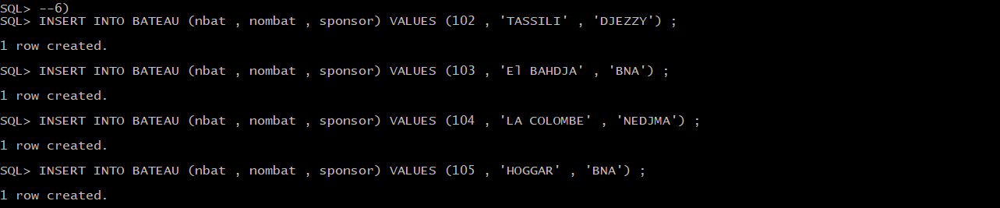 SQL> --6)
SQL> INSERT INTO BATEAU (nbat , nombat , sponsor) VALUES (102 , 'TASSILI' , 'DJEZZY') ;
1 row created.
SQL> INSERT INTO BATEAU (nbat , nombat , sponsor) VALUES (103 , 'El BAHDJA' , 'BNA') ;
1 row created.
SQL> INSERT INTO BATEAU (nbat , nombat , sponsor) VALUES (104 , 'LA COLOMBE' , 'NEDJMA') ;
1 row created.
SQL> INSERT INTO BATEAU (nbat , nombat , sponsor) VALUES (105 , 'HOGGAR' , 'BNA') ;
1 row created.